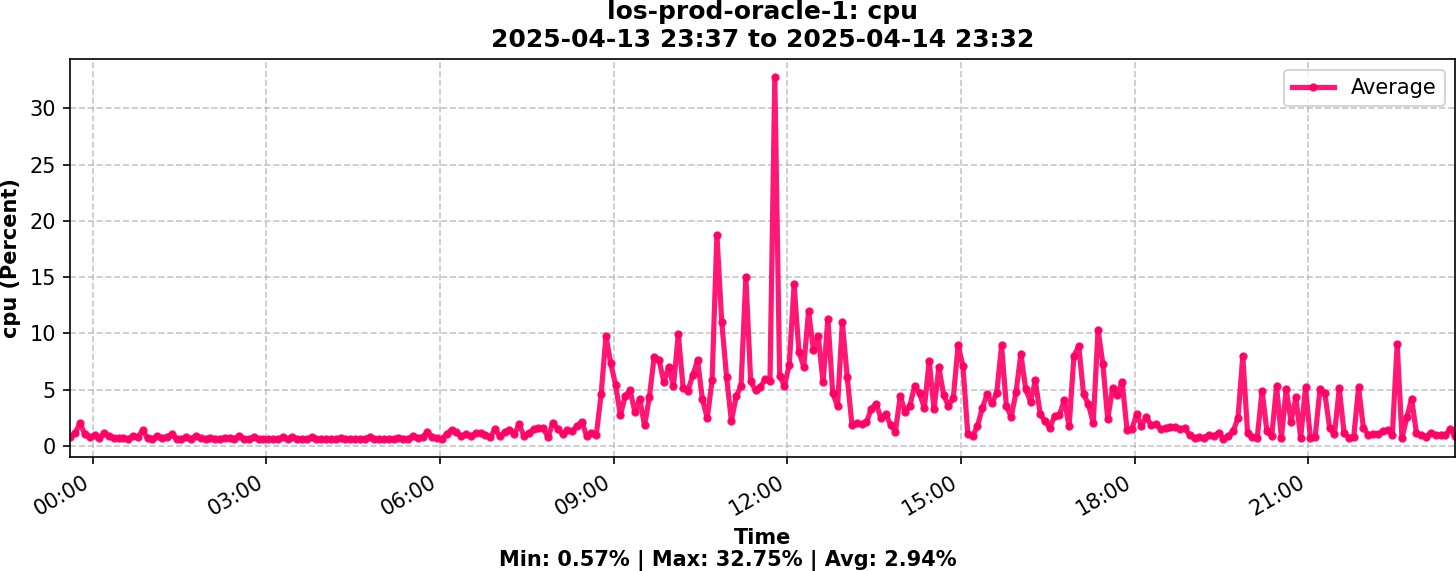 los-prod-oracle-1: cpu
2025-04-13 23:37 to 2025-04-14 23:32
Average
cpu (Percent)
30
25
20
15
10
5
0
00:00
03:00
06:00
09:00
12:00
15:00
18:00
21:00
Time
Min: 0.57% | Max: 32.75% | Avg: 2.94%